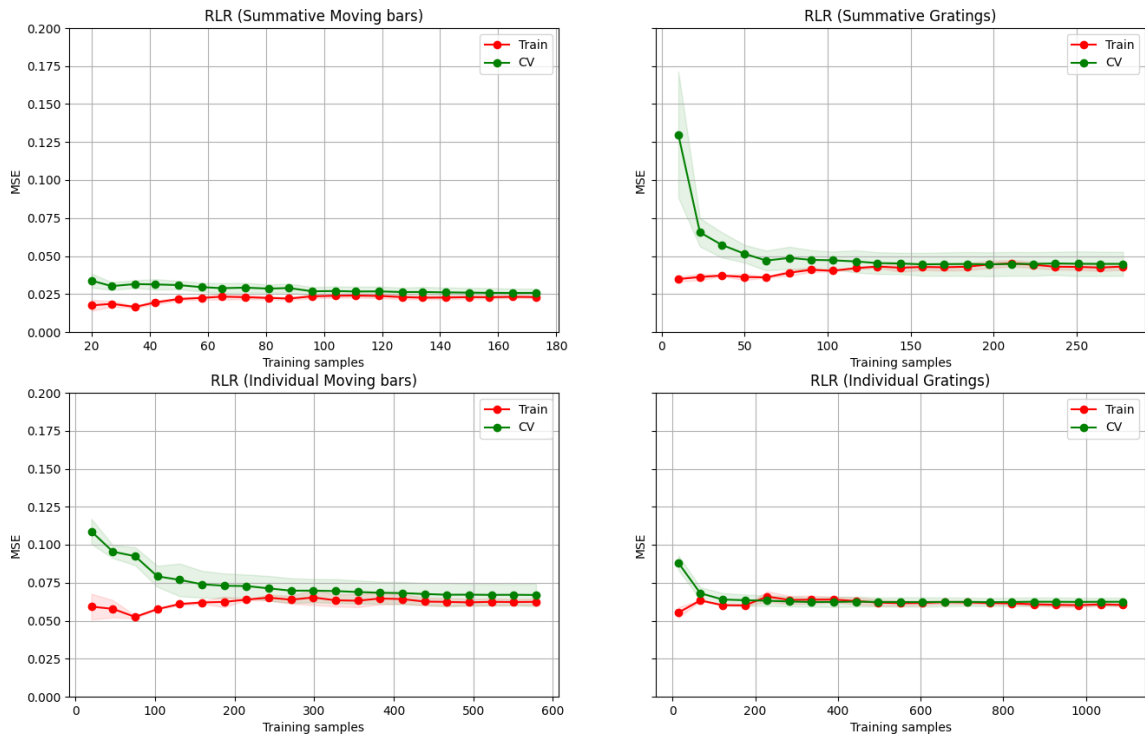 RLR (Summative Moving bars)
0.200
0.175
0.150
0.125
0.100
0.075
0.050
0.025
0.000
MSE
20
40
60
80
100
120
140
160
180
Training samples
Train
CV
RLR (Summative Gratings)
MSE
0
50
100
150
200
250
Training samples
Train
CV
RLR (Individual Moving bars)
0.200
0.175
0.150
0.125
0.100
0.075
0.050
0.025
0.000
MSE
0
100
200
300
400
500
600
Training samples
Train
CV
RLR (Individual Gratings)
MSE
0
200
400
600
800
1000
Training samples
Train
CV